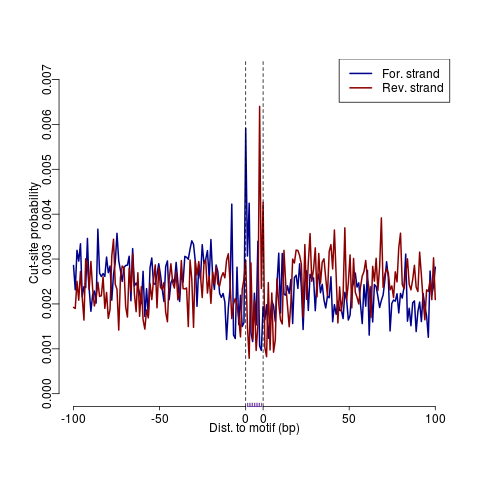 For. strand
Rev. strand
Cut-site probability
0.007
0.006
0.005
0.004
0.003
0.002
0.001
0.000
-100 -50 0 0 50 100
Dist. to motif (bp)